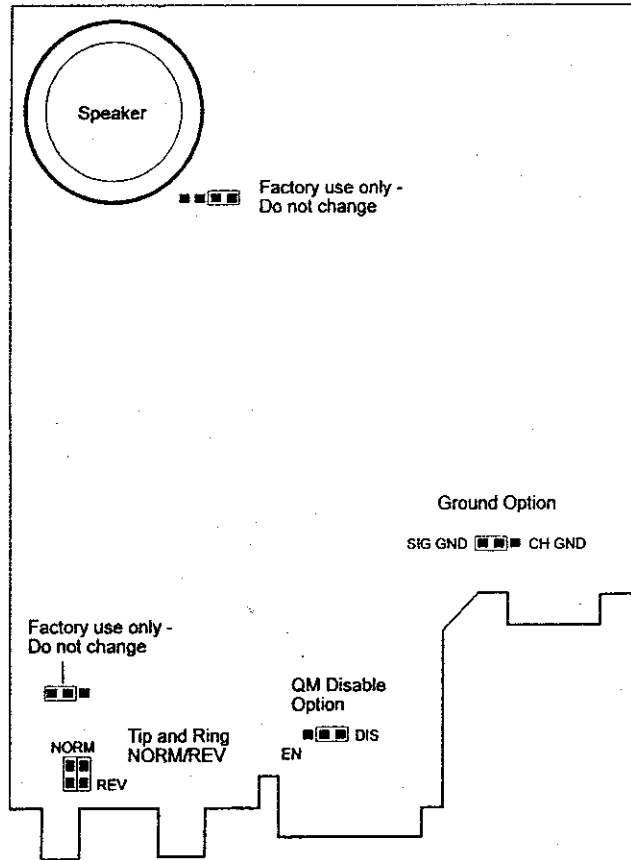 Speaker
Factory use only -
Do not change
Ground Option
SIG GND
CH GND
Factory use only -
Do not change
QM Disable
Option
EN
DIS
Tip and Ring
NORM/REV
NORM
REV